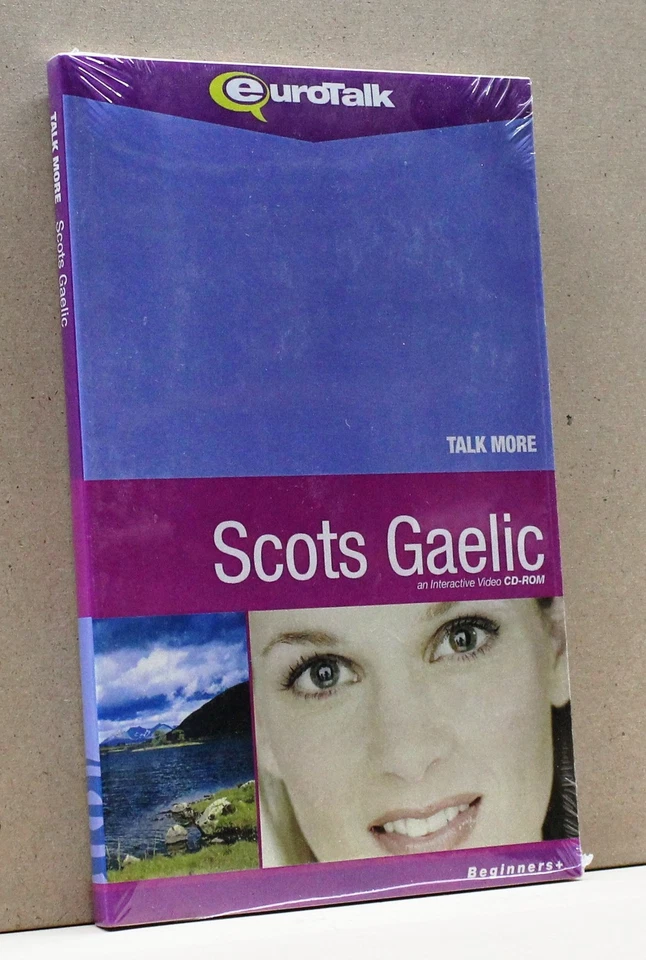 euroTalk
TALK MORE
Scots Gaelic
an Interactive Video CD-ROM
Beginners+
TALK MORE Scots Gaelic